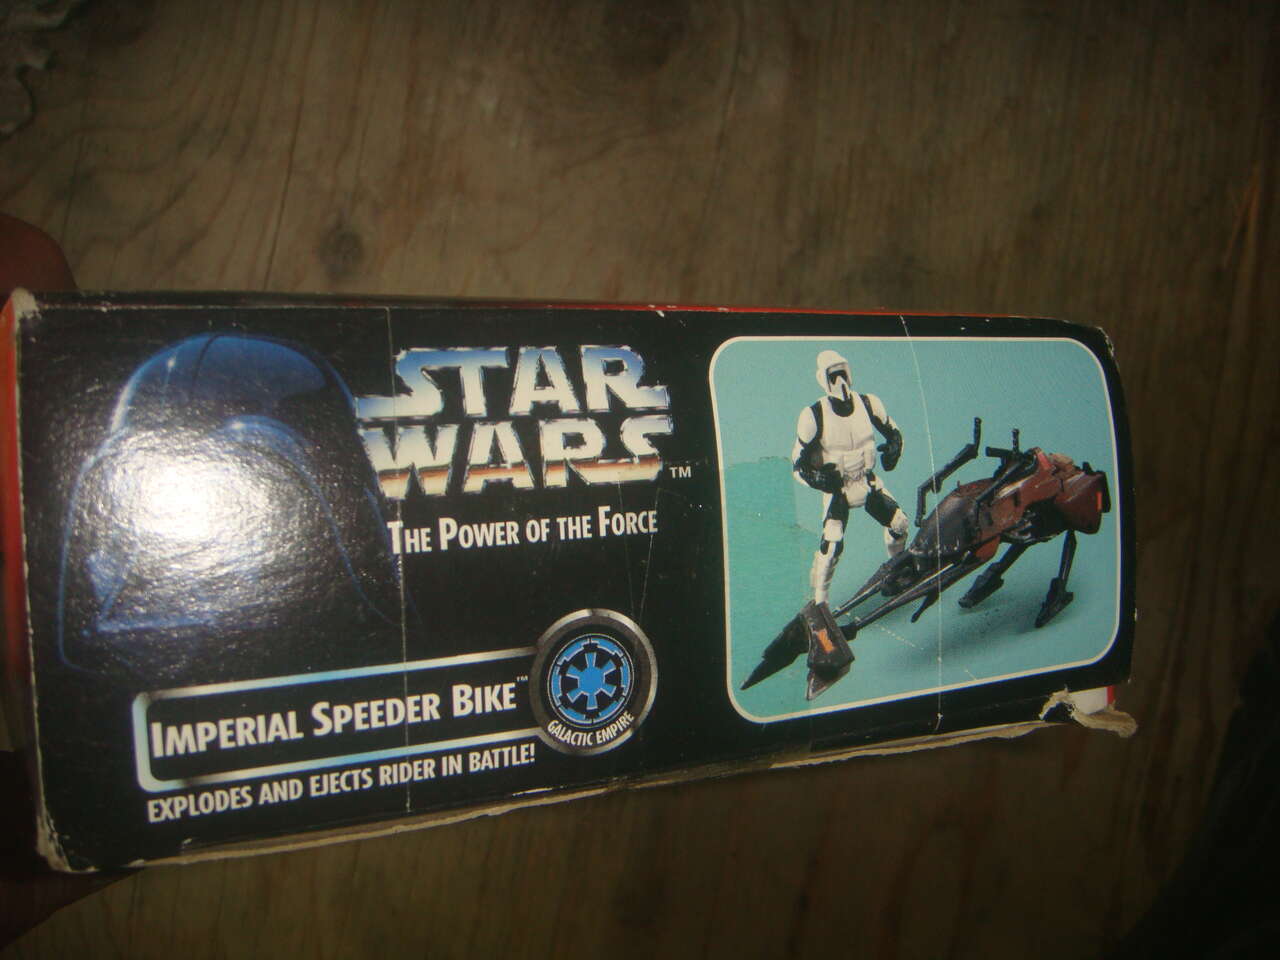 STAR
WARS™
THE POWER OF THE FORCE
IMPERIAL SPEEDER BIKE™
GALACTIC EMPIRE
EXPLODES AND EJECTS RIDER IN BATTLE!